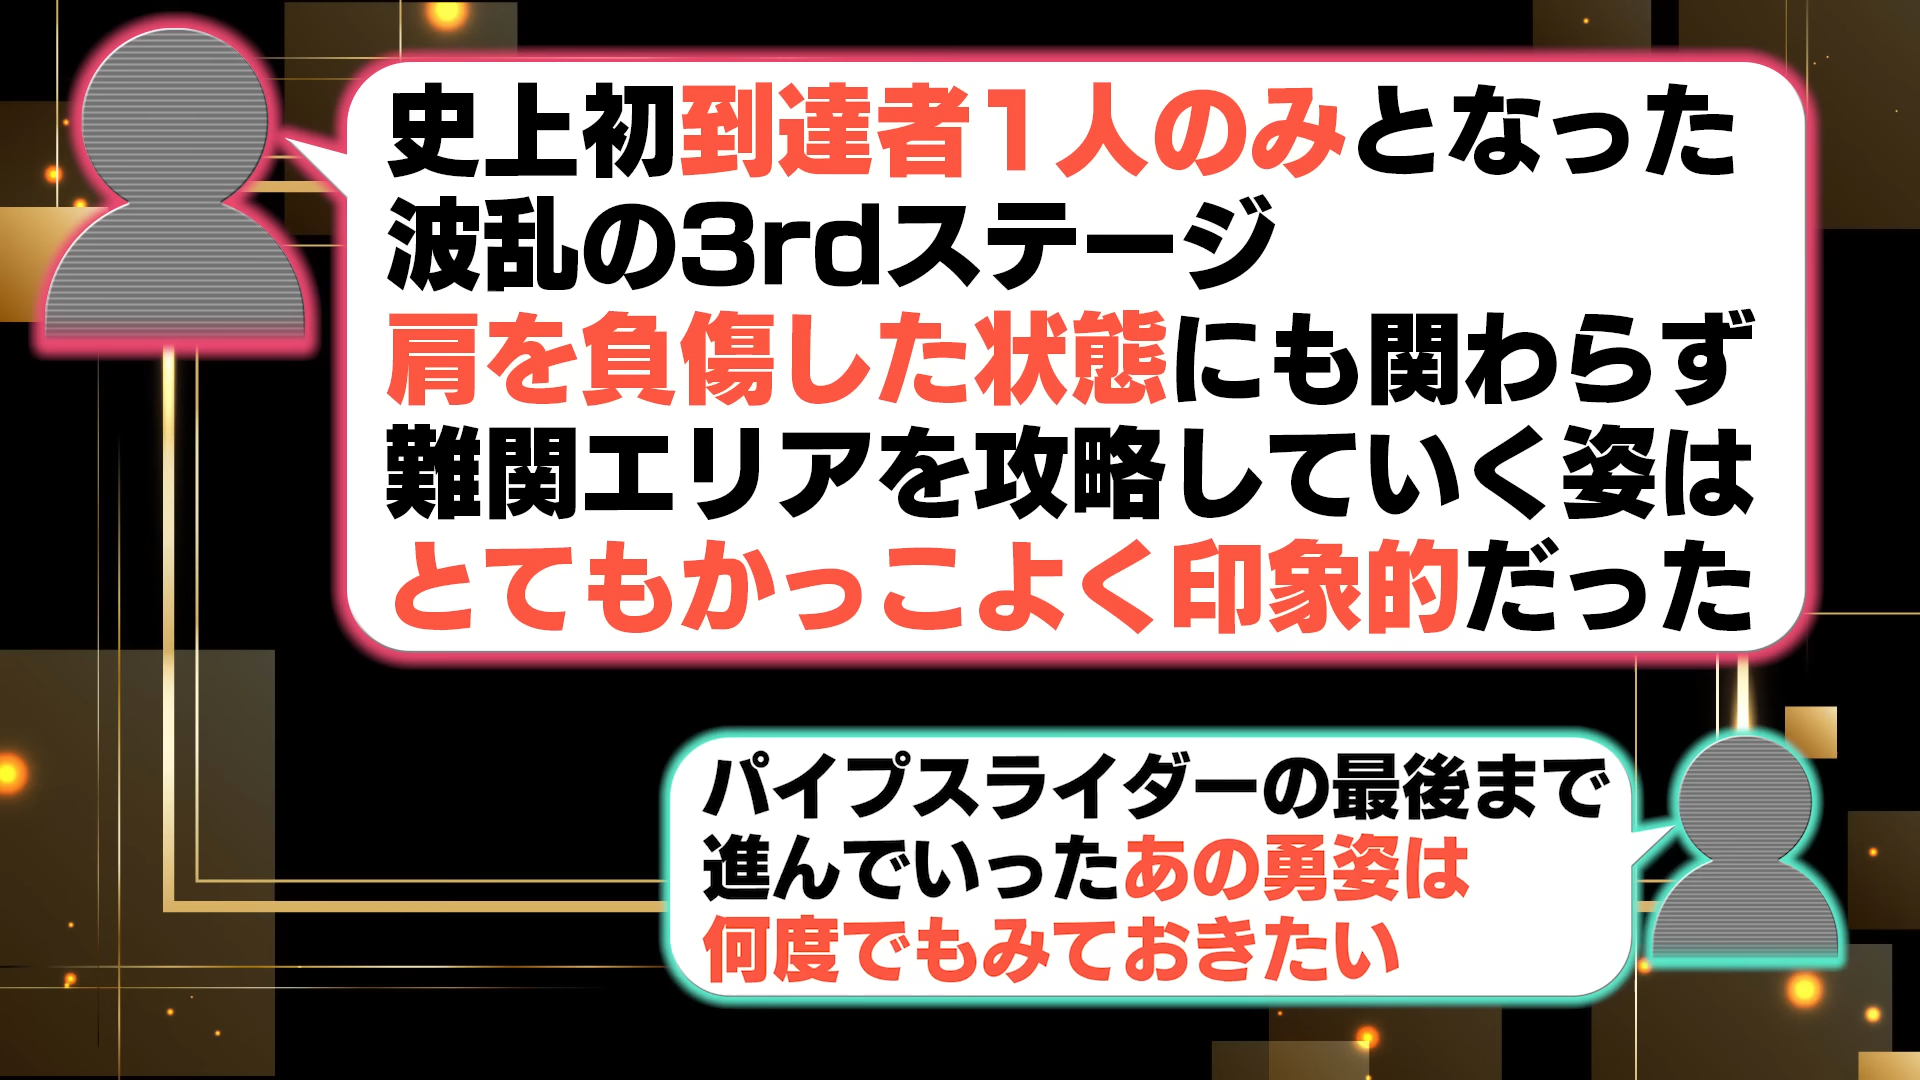 史上初到達者1人のみとなった
波乱の3rdステージ
肩を負傷した状態にも関わらず
難関エリアを攻略していく姿は
とてもかっこよく印象的だった
パイプスライダーの最後まで
進んでいったあの勇姿は
何度でもみておきたい